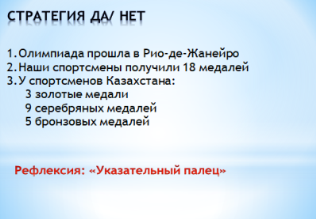 СТРАТЕГИЯ ДА/ НЕТ
1.Олимпиада прошла в Рио-де-Жанейро
2.Наши спортсмены получили 18 медалей
3.У спортсменов Казахстана:
3 золотые медали
9 серебряных медалей
5 бронзовых медалей
Рефлексия: «Указательный палец»